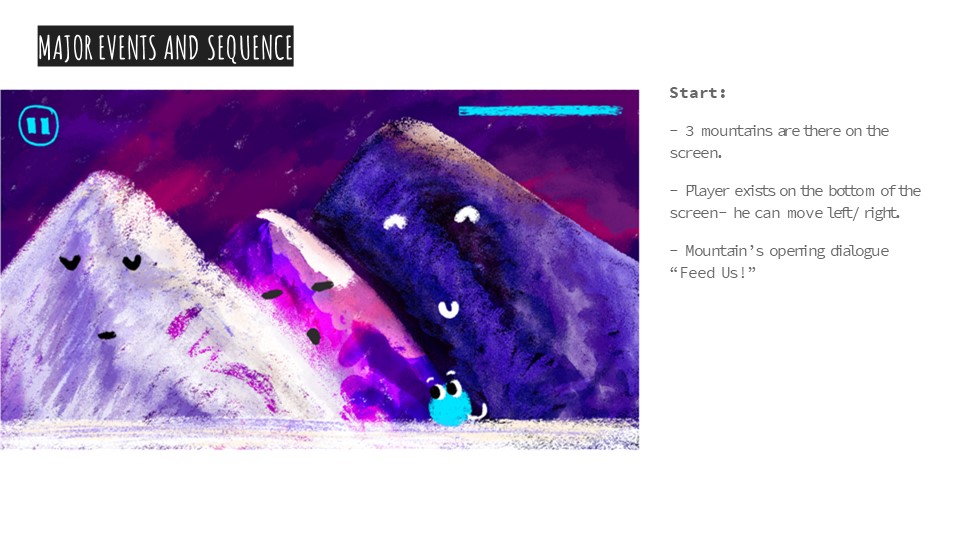 MAJOR EVENTS AND SEQUENCE
Start:
- 3 mountains are there on the
screen.
- Player exists on the bottom of the
screen- he can move left/ right.
- Mountain's opening dialogue
“Feed Us!”